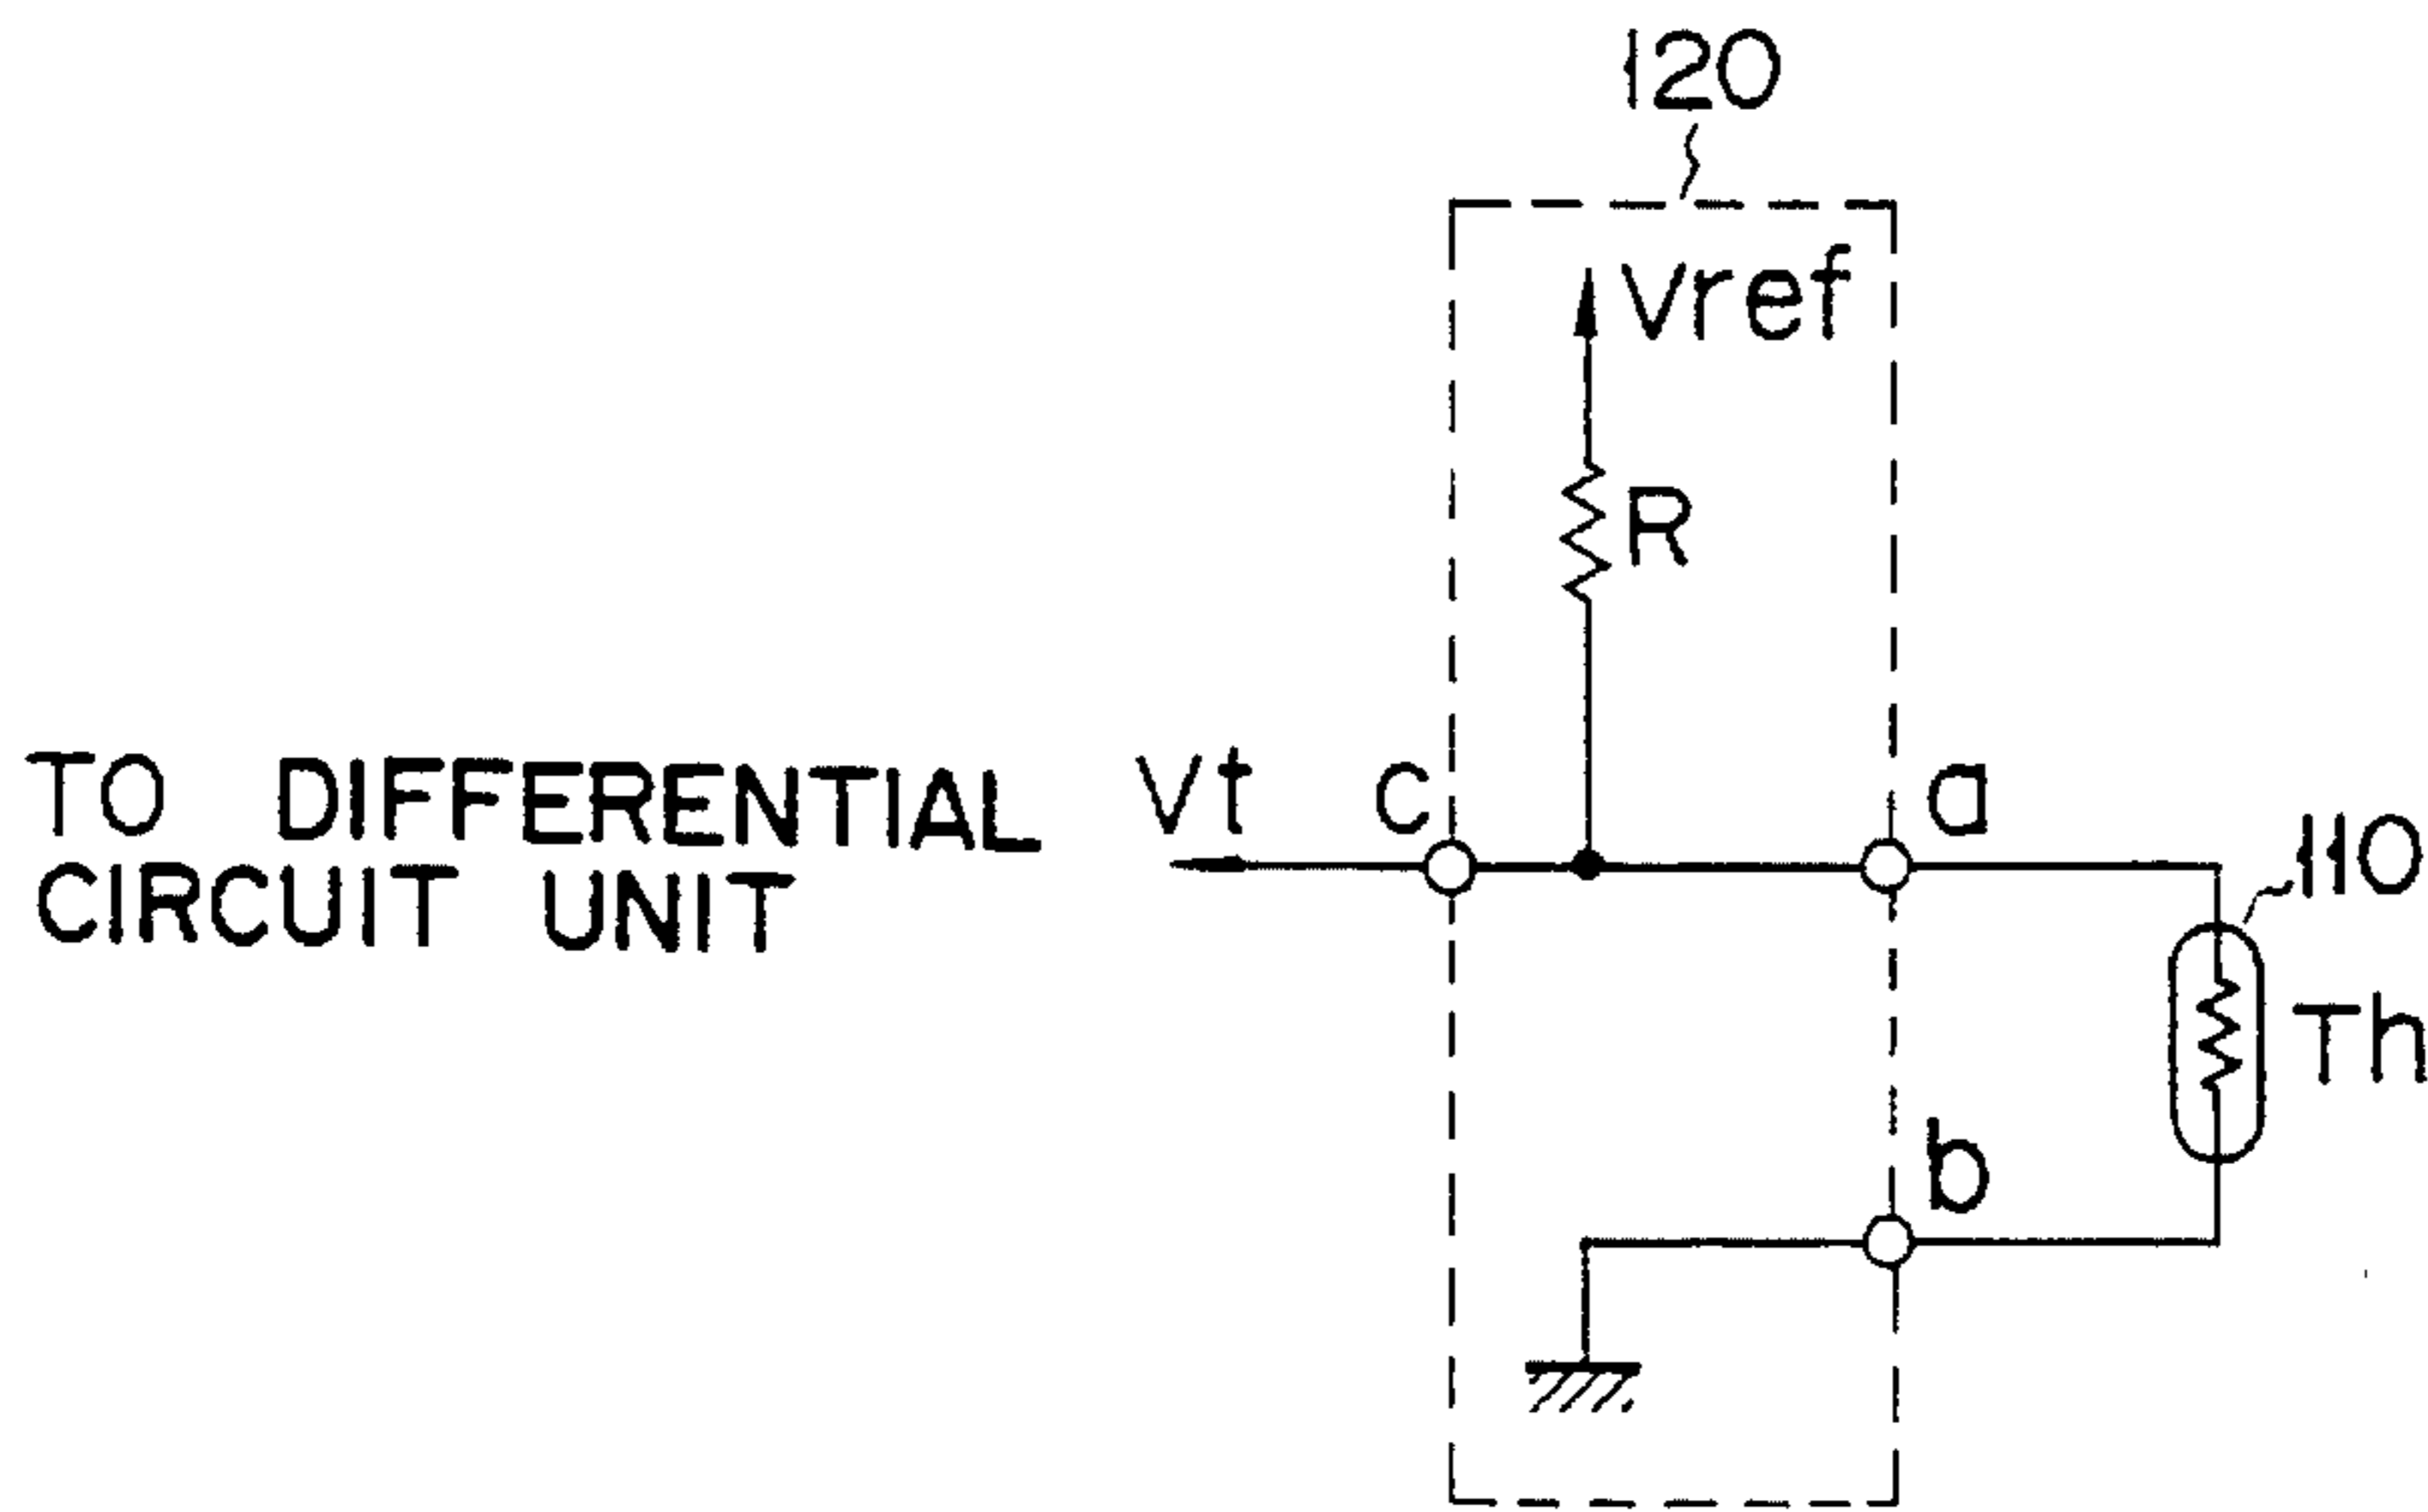 120
Vref
R
TO DIFFERENTIAL
CIRCUIT UNIT
Vt
c
a
110
Th
b